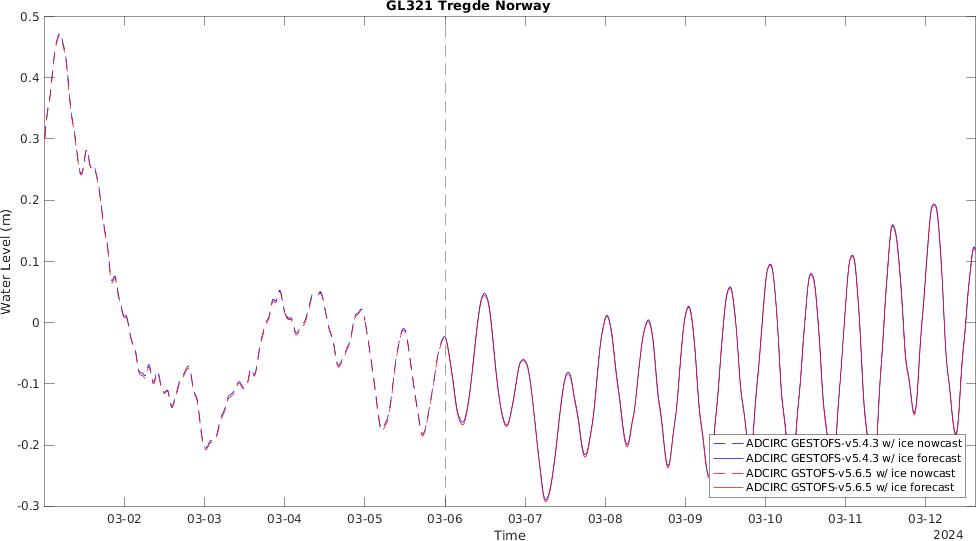 GL321 Tregde Norway
0.5
0.4
0.3
0.2
0.1
0
-0.1
-0.2
-0.3
Water Level (m)
ADCIRC GESTOFS-v5.4.3 w/ ice nowcast
ADCIRC GESTOFS-v5.4.3 w/ ice forecast
ADCIRC GSTOFS-v5.6.5 w/ ice nowcast
ADCIRC GSTOFS-v5.6.5 w/ ice forecast
03-02 03-03 03-04 03-05 03-06 03-07 03-08 03-09 03-10 03-11 03-12
Time
2024